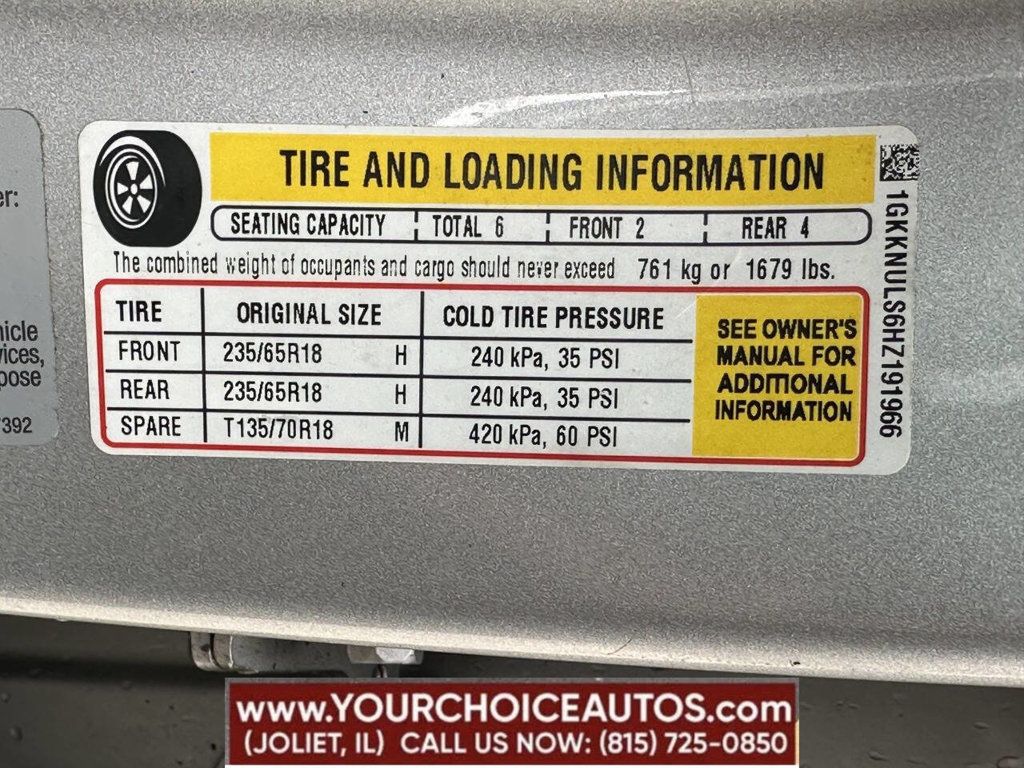 er:
hicle
vices,
pose
7392
TIRE AND LOADING INFORMATION
SEATING CAPACITY TOTAL 6 FRONT 2 REAR 4
The combined weight of occupants and cargo should never exceed 761 kg or 1679 lbs.
TIRE ORIGINAL SIZE COLD TIRE PRESSURE
FRONT 235/65R18 H 240 kPa, 35 PSI
REAR 235/65R18 H 240 kPa, 35 PSI
SPARE T135/70R18 M 420 kPa, 60 PSI
SEE OWNER'S
MANUAL FOR
ADDITIONAL
INFORMATION
1GKKNULS6HZ191966
www.YOURCHOICEAUTOS.com
(JOLIET, IL) CALL US NOW: (815) 725-0850